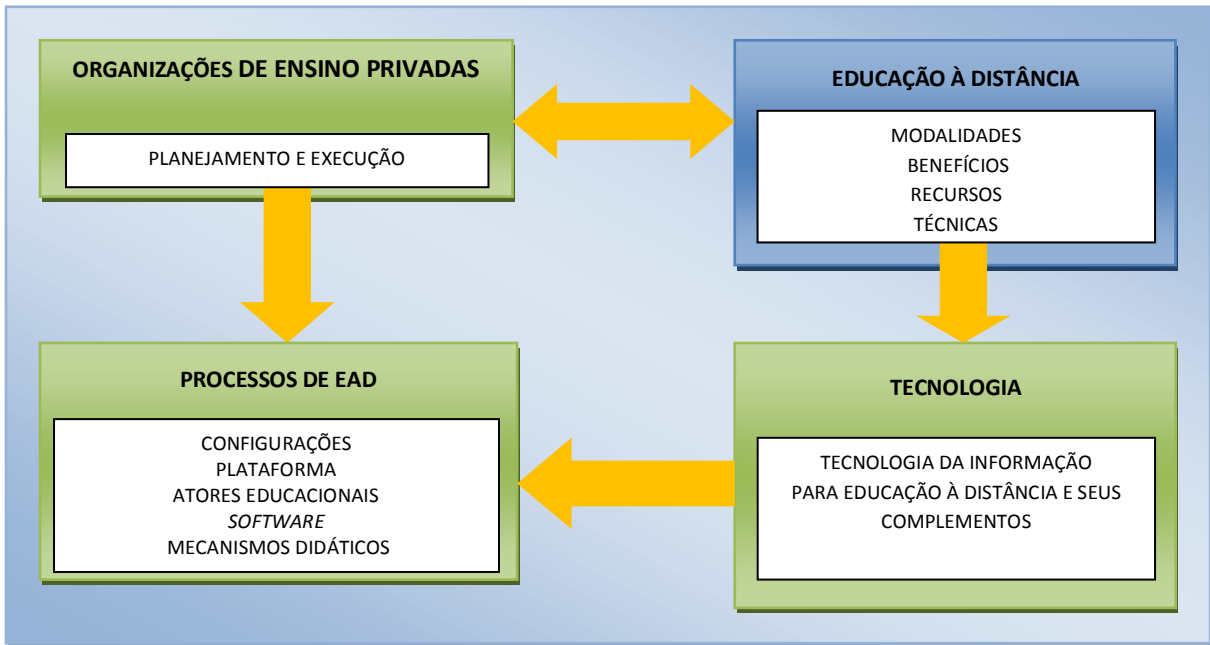 ORGANIZAÇÕES DE ENSINO PRIVADAS
PLANEJAMENTO E EXECUÇÃO
EDUCAÇÃO À DISTÂNCIA
MODALIDADES
BENEFÍCIOS
RECURSOS
TÉCNICAS
PROCESSOS DE EAD
CONFIGURAÇÕES
PLATAFORMA
ATORES EDUCACIONAIS
SOFTWARE
MECANISMOS DIDÁTICOS
TECNOLOGIA
TECNOLOGIA DA INFORMAÇÃO
PARA EDUCAÇÃO À DISTÂNCIA E SEUS
COMPLEMENTOS